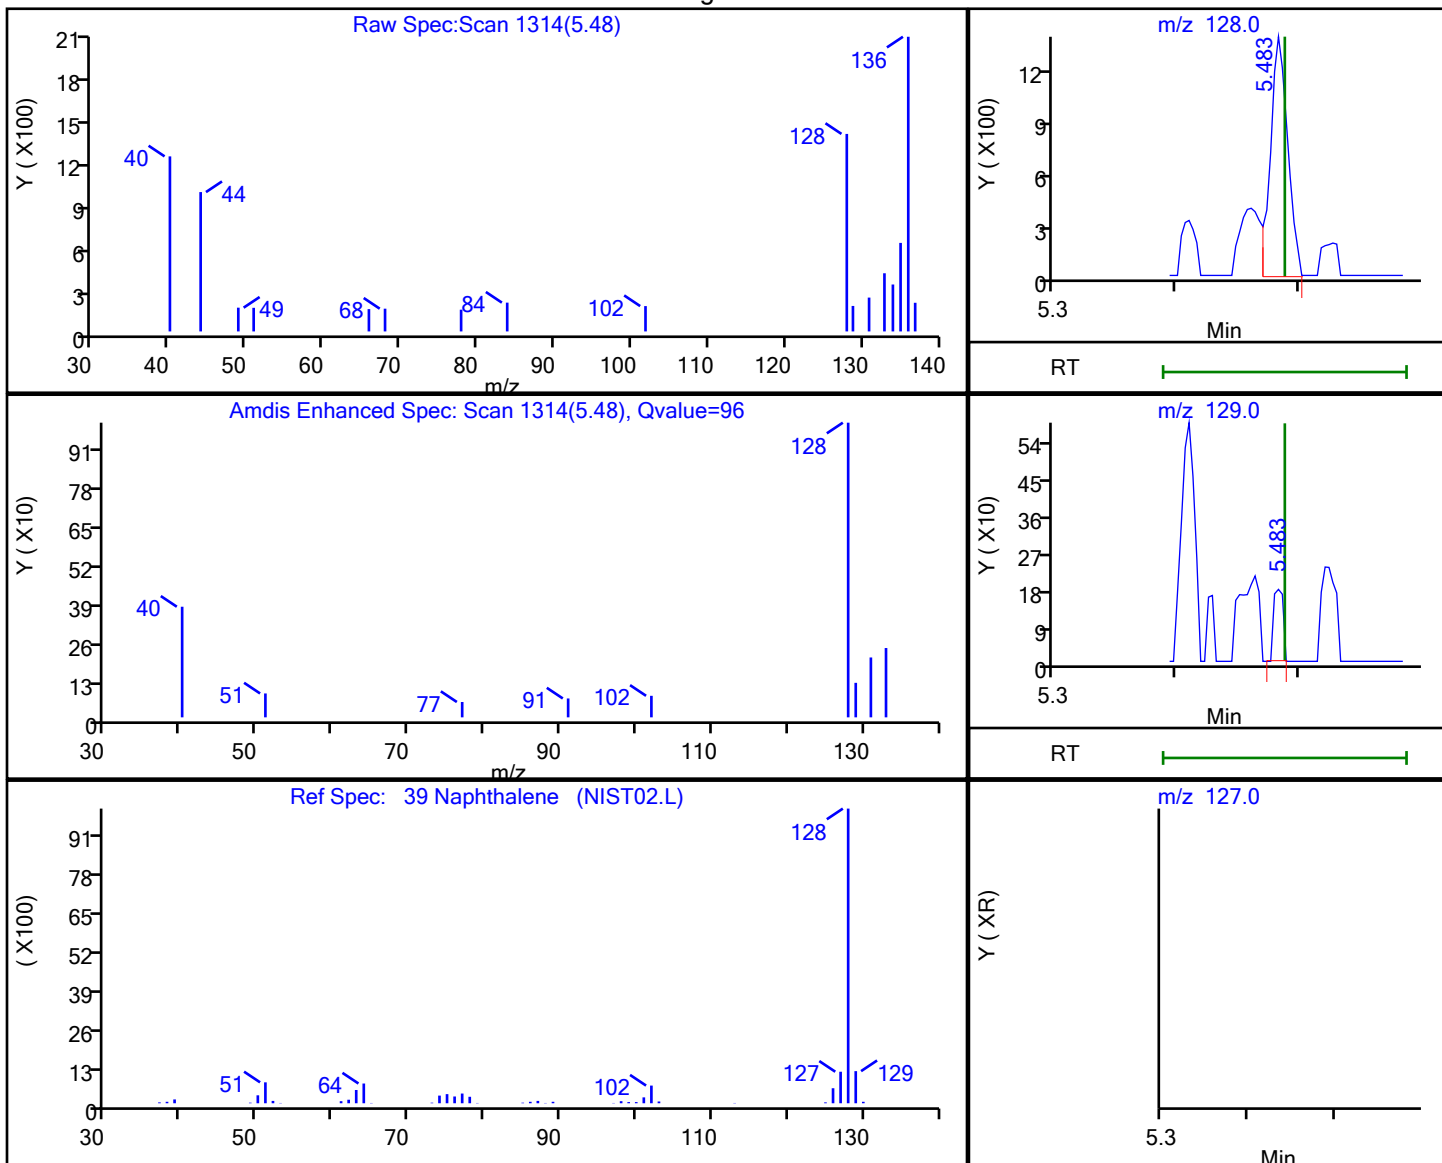 Raw Spec:Scan 1314(5.48)
Y ( X100)
21
18
15
12
9
6
3
0
136
128
40
44
49
68
84
102
30 40 50 60 70 80 90 100 110 120 130 140
m/z
m/z 128.0
Y ( X100)
12
9
6
3
0
5.483
5.3
Min
RT
Amdis Enhanced Spec: Scan 1314(5.48), Qvalue=96
Y ( X10)
91
78
65
52
39
26
13
0
128
40
51
77
91
102
30 50 70 90 110 130
m/z
m/z 129.0
Y ( X10)
54
45
36
27
18
9
0
5.483
5.3
Min
RT
Ref Spec: 39 Naphthalene (NIST02.L)
( X100)
91
78
65
52
39
26
13
0
128
51
64
102
127
129
30 50 70 90 110 130
m/z 127.0
Y ( XR)
5.3
Min